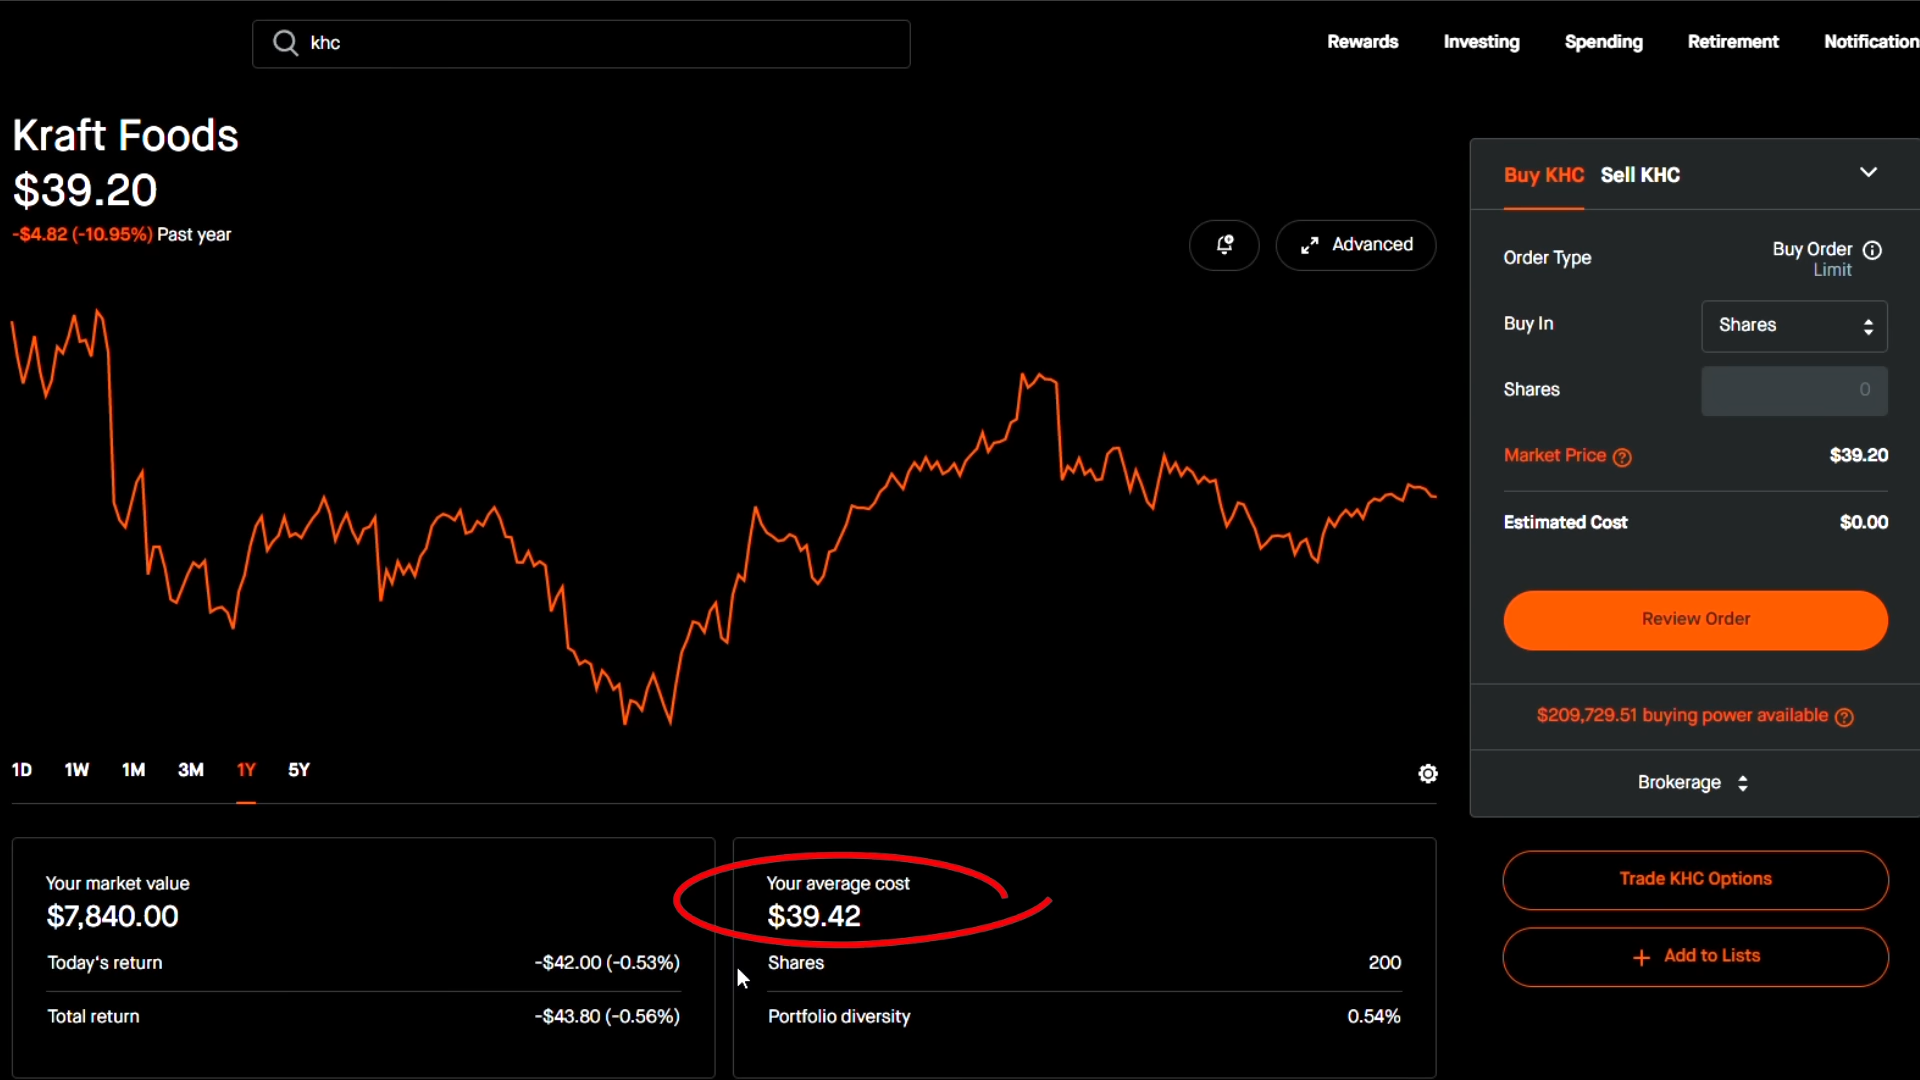 khc
Rewards Investing Spending Retirement Notification
Kraft Foods
$39.20
-$4.82 (-10.95%) Past year
Advanced
1D 1W 1M 3M 1Y 5Y
Your market value
$7,840.00
Today's return -$42.00 (-0.53%)
Total return -$43.80 (-0.56%)
Your average cost
$39.42
Shares 200
Portfolio diversity 0.54%
Buy KHC Sell KHC
Order Type Buy Order
Limit
Buy In Shares
Shares 0
Market Price $39.20
Estimated Cost $0.00
Review Order
$209,729.51 buying power available
Brokerage
Trade KHC Options
+ Add to Lists